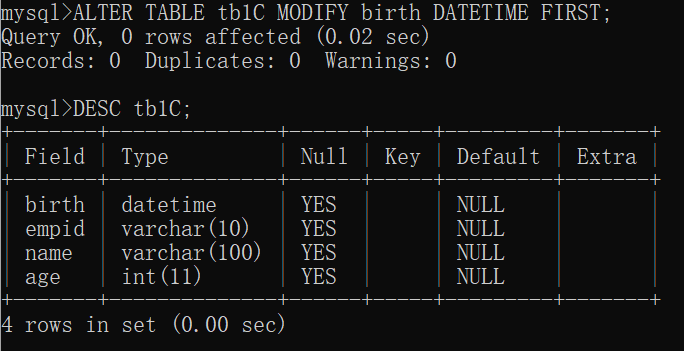 mysql>ALTER TABLE tb1C MODIFY birth DATETIME FIRST;
Query OK, 0 rows affected (0.02 sec)
Records: 0  Duplicates: 0  Warnings: 0
mysql>DESC tb1C;
+-------+--------------+------+-----+---------+-------+
| Field | Type         | Null | Key | Default | Extra |
+-------+--------------+------+-----+---------+-------+
| birth | datetime     | YES  |     | NULL    |       |
| empid | varchar(10)  | YES  |     | NULL    |       |
| name  | varchar(100) | YES  |     | NULL    |       |
| age   | int(11)      | YES  |     | NULL    |       |
+-------+--------------+------+-----+---------+-------+
4 rows in set (0.00 sec)